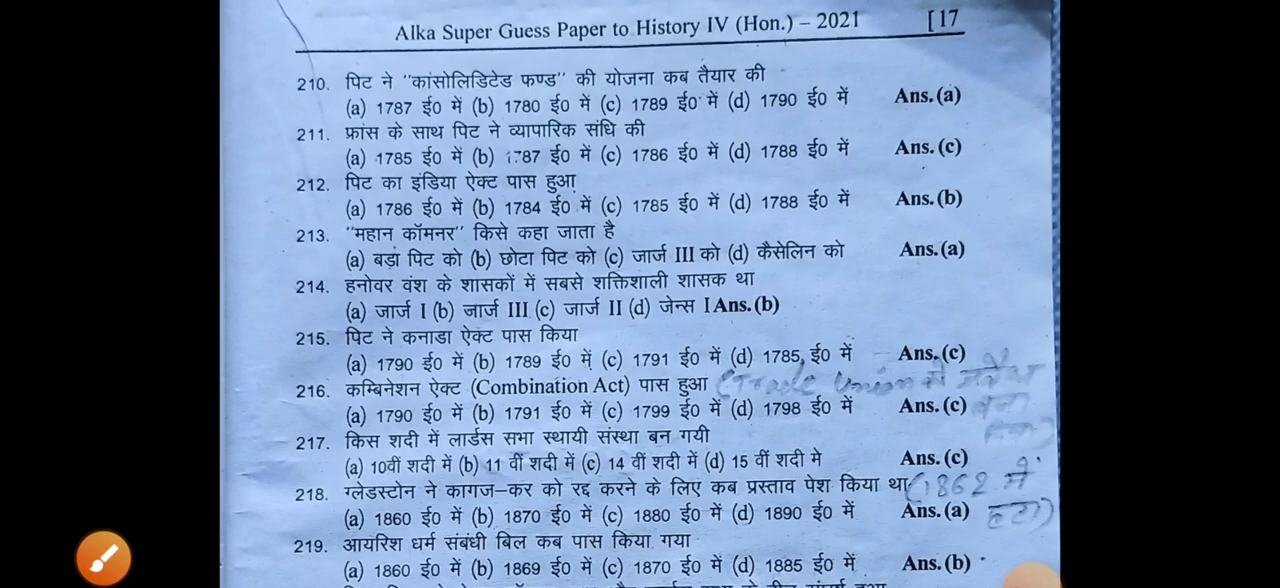 Alka Super Guess Paper to History IV (Hon.) – 2021 [17
210. पिट ने "कांसोलिडिटेड फण्ड" की योजना कब तैयार की
(a) 1787 ई0 में (b) 1780 ई0 में (c) 1789 ई0 में (d) 1790 ई0 में Ans.(a)
211. फ्रांस के साथ पिट ने व्यापारिक संधि की
(a) 1785 ई0 में (b) 1787 ई0 में (c) 1786 ई0 में (d) 1788 ई0 में Ans.(c)
212. पिट का इंडिया ऐक्ट पास हुआ
(a) 1786 ई0 में (b) 1784 ई0 में (c) 1785 ई0 में (d) 1788 ई0 में Ans.(b)
213. "महान कॉमनर" किसे कहा जाता है
(a) बड़ा पिट को (b) छोटा पिट को (c) जार्ज III को (d) कैसेलिन को Ans.(a)
214. हनोवर वंश के शासकों में सबसे शक्तिशाली शासक था
(a) जार्ज I (b) जार्ज III (c) जार्ज II (d) जेन्स I Ans.(b)
215. पिट ने कनाडा ऐक्ट पास किया
(a) 1790 ई0 में (b) 1789 ई0 में (c) 1791 ई0 में (d) 1785 ई0 में Ans.(c)
216. कम्बिनेशन ऐक्ट (Combination Act) पास हुआ (Trade Union
(a) 1790 ई0 में (b) 1791 ई0 में (c) 1799 ई0 में (d) 1798 ई0 में Ans.(c)
217. किस शदी में लार्डस सभा स्थायी संस्था बन गयी
(a) 10वीं शदी में (b) 11 वीं शदी में (c) 14 वीं शदी में (d) 15 वीं शदी मे Ans.(c)
218. ग्लेडस्टोन ने कागज-कर को रद्द करने के लिए कब प्रस्ताव पेश किया था (1862 में
(a) 1860 ई0 में (b) 1870 ई0 में (c) 1880 ई0 में (d) 1890 ई0 में Ans.(a) हटा)
219. आयरिश धर्म संबंधी बिल कब पास किया गया
(a) 1860 ई0 में (b) 1869 ई0 में (c) 1870 ई0 में (d) 1885 ई0 में Ans.(b)